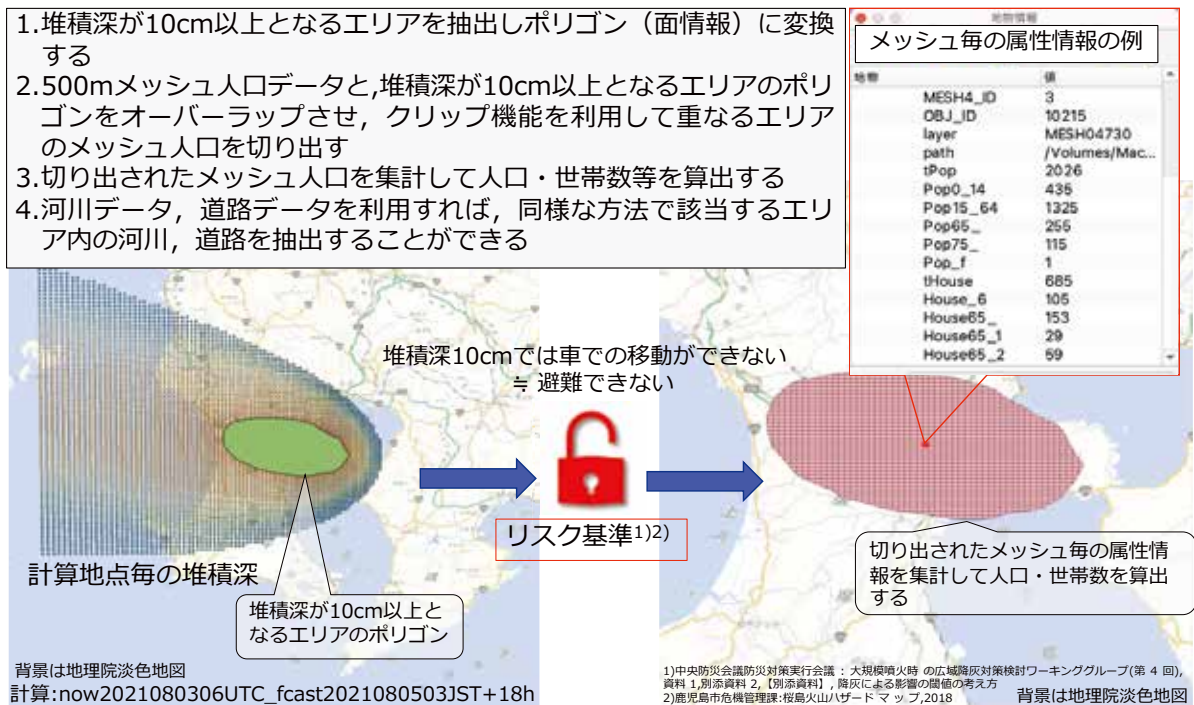 1.堆積深が10cm以上となるエリアを抽出しポリゴン（面情報）に変換
する
2.500mメッシュ人口データと,堆積深が10cm以上となるエリアのポリ
ゴンをオーバーラップさせ，クリップ機能を利用して重なるエリア
のメッシュ人口を切り出す
3.切り出されたメッシュ人口を集計して人口・世帯数等を算出する
4.河川データ，道路データを利用すれば，同様な方法で該当するエリ
ア内の河川，道路を抽出することができる
地物情報
メッシュ毎の属性情報の例
地物 値
MESH4_ID 3
OBJ_ID 10215
layer MESH04730
path /Volumes/Mac...
tPop 2026
Pop0_14 435
Pop15_64 1325
Pop65_ 255
Pop75_ 115
Pop_f 1
tHouse 685
House_6 105
House65_ 153
House65_1 29
House65_2 59
堆積深10cmでは車での移動ができない
≒ 避難できない
リスク基準1)2)
計算地点毎の堆積深
堆積深が10cm以上と
なるエリアのポリゴン
切り出されたメッシュ毎の属性情
報を集計して人口・世帯数を算出
する
背景は地理院淡色地図
計算:now2021080306UTC_fcast2021080503JST+18h
1)中央防災会議防災対策実行会議 : 大規模噴火時 の広域降灰対策検討ワーキンググループ(第 4 回),
資料 1,別添資料 2,【別添資料】, 降灰による影響の閾値の考え方
2)鹿児島市危機管理課:桜島火山ハザード マ ッ プ,2018
背景は地理院淡色地図